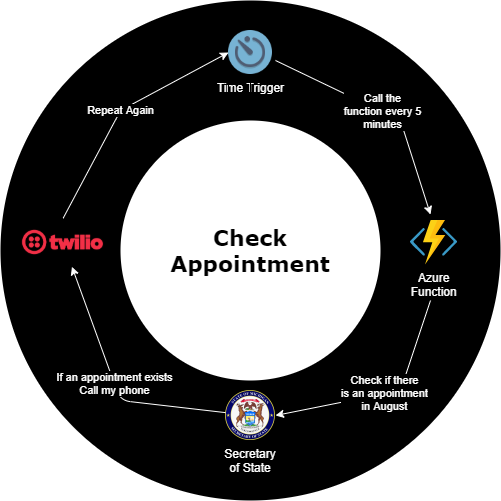 Time Trigger
Call the
function every 5
minutes
Azure
Function
Check if there
is an appointment
in August
Secretary
of State
If an appointment exists
Call my phone
twilio
Repeat Again
Check
Appointment